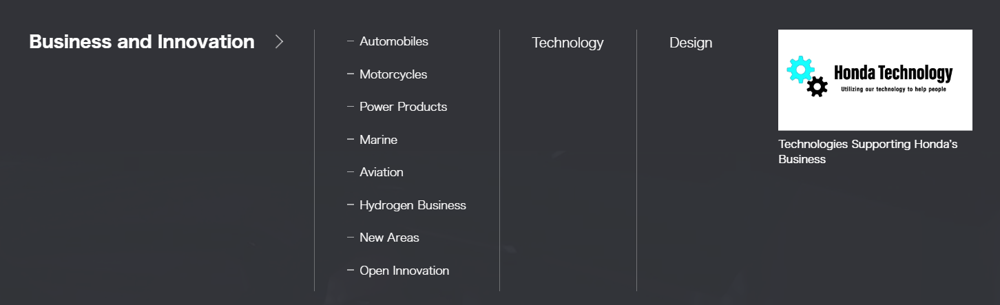 Business and Innovation
Automobiles
Motorcycles
Power Products
Marine
Aviation
Hydrogen Business
New Areas
Open Innovation
Technology
Design
Honda Technology
Utilizing our technology to help people
Technologies Supporting Honda's
Business